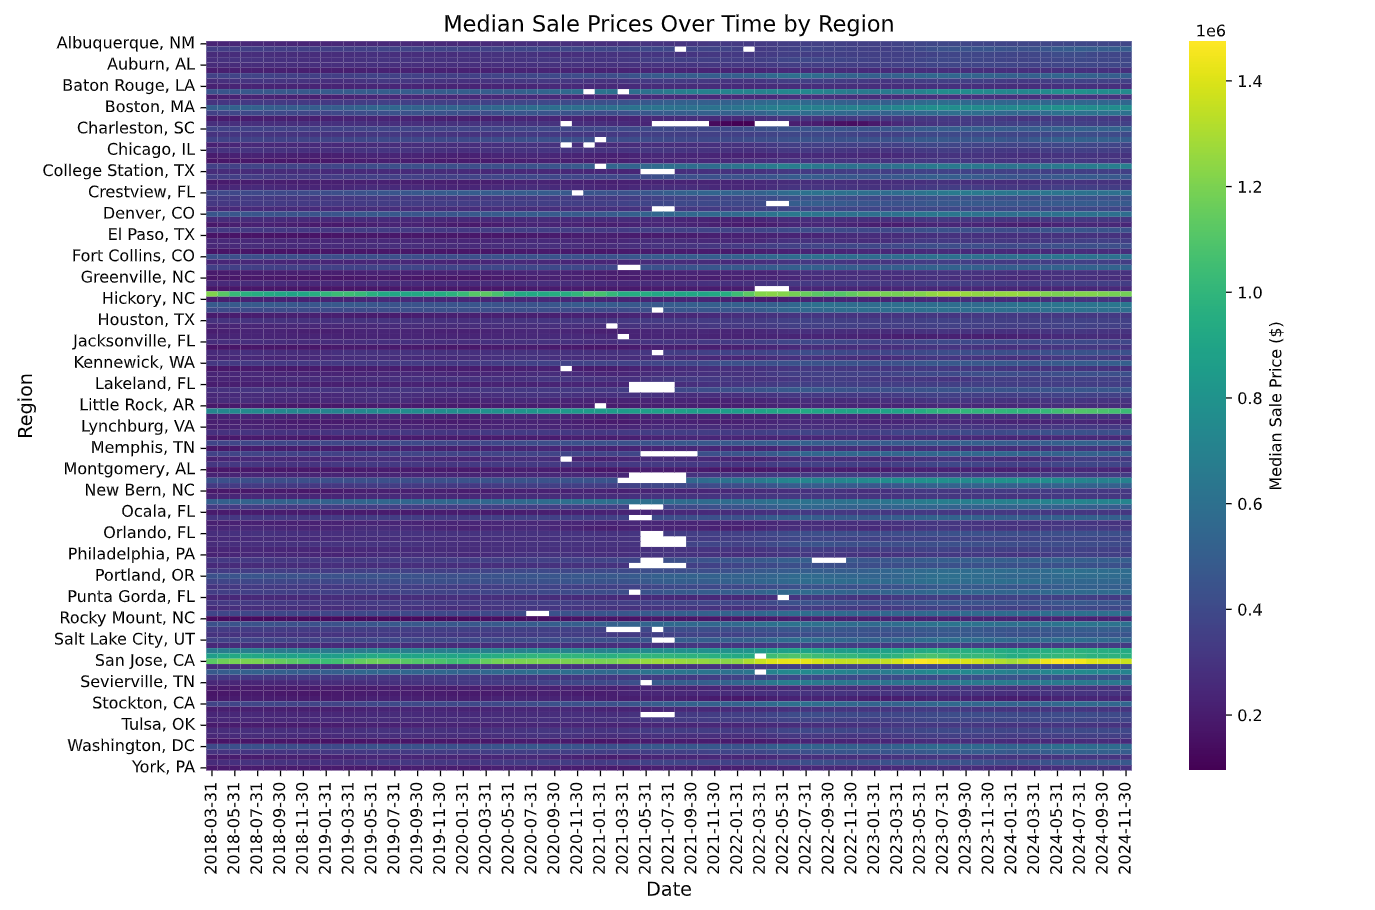 Median Sale Prices Over Time by Region
1e6
Albuquerque, NM
Auburn, AL
Baton Rouge, LA
Boston, MA
Charleston, SC
Chicago, IL
College Station, TX
Crestview, FL
Denver, CO
El Paso, TX
Fort Collins, CO
Greenville, NC
Hickory, NC
Houston, TX
Jacksonville, FL
Kennewick, WA
Lakeland, FL
Little Rock, AR
Lynchburg, VA
Memphis, TN
Montgomery, AL
New Bern, NC
Ocala, FL
Orlando, FL
Philadelphia, PA
Portland, OR
Punta Gorda, FL
Rocky Mount, NC
Salt Lake City, UT
San Jose, CA
Sevierville, TN
Stockton, CA
Tulsa, OK
Washington, DC
York, PA
Region
2018-03-31
2018-05-31
2018-07-31
2018-09-30
2018-11-30
2019-01-31
2019-03-31
2019-05-31
2019-07-31
2019-09-30
2019-11-30
2020-01-31
2020-03-31
2020-05-31
2020-07-31
2020-09-30
2020-11-30
2021-01-31
2021-03-31
2021-05-31
2021-07-31
2021-09-30
2021-11-30
2022-01-31
2022-03-31
2022-05-31
2022-07-31
2022-09-30
2022-11-30
2023-01-31
2023-03-31
2023-05-31
2023-07-31
2023-09-30
2023-11-30
2024-01-31
2024-03-31
2024-05-31
2024-07-31
2024-09-30
2024-11-30
Date
1.4
1.2
1.0
0.8
0.6
0.4
0.2
Median Sale Price ($)